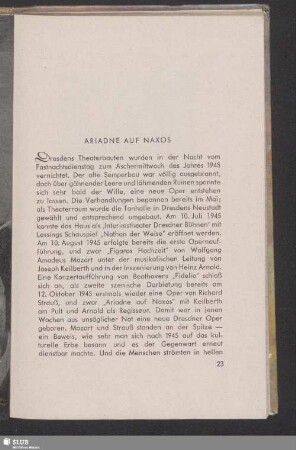 ARIADNE AUF NAXOS
Dresdens Theaterbauten wurden in der Nacht vom
Fastnachtsdienstag zum Aschermittwoch des Jahres 1945
vernichtet. Der alte Semperbau war völlig ausgebrannt,
doch über gähnender Leere und lähmenden Ruinen spannte
sich sehr bald der Wille, eine neue Oper entstehen
zu lassen. Die Verhandlungen begannen bereits im Mai;
als Theaterraum wurde die Tonhalle in Dresdens Neustadt
gewählt und entsprechend umgebaut. Am 10. Juli 1945
konnte das Haus als „Interimstheater Dresdner Bühnen" mit
Lessings Schauspiel „Nathan der Weise" eröffnet werden.
Am 10. August 1945 erfolgte bereits die erste Opernauf-
führung, und zwar „Figaros Hochzeit" von Wolfgang
Amadeus Mozart unter der musikalischen Leitung von
Joseph Keilberth und in der Inszenierung von Heinz Arnold.
Eine Konzertaufführung von Beethovens „Fidelio" schloß
sich an, als zweite szenische Darbietung bereits am
12. Oktober 1945 erstmals wieder eine Oper von Richard
Strauß, und zwar „Ariadne auf Naxos" mit Keilberth
am Pult und Arnold als Regisseur. Damit war in jenen
Wochen aus unsäglicher Not eine neue Dresdner Oper
geboren. Mozart und Strauß standen an der Spitze —
ein Beweis, wie sehr man sich nach 1945 auf das kul-
turelle Erbe besann und es der Gegenwart erneut
dienstbar machte. Und die Menschen strömten in hellen
23
SLUB
Wir führen Wissen.